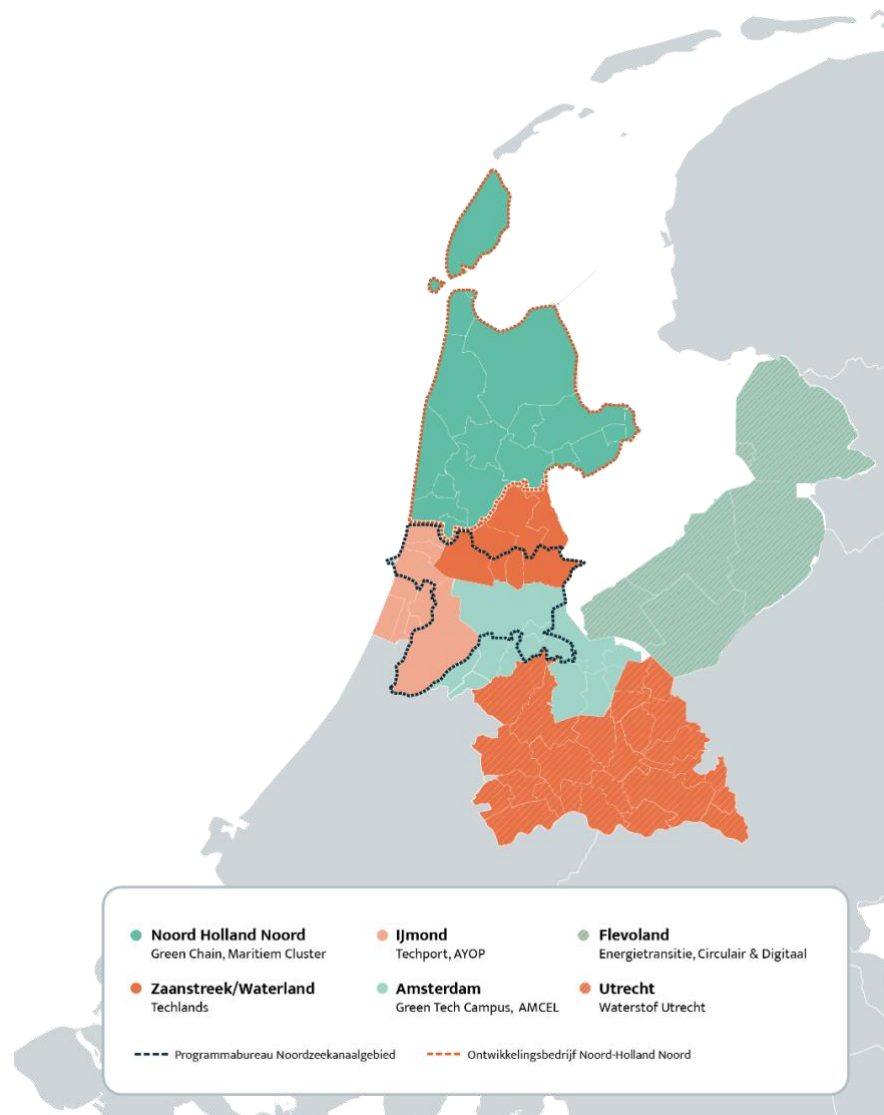 Noord Holland Noord
Green Chain, Maritiem Cluster
IJmond
Techport, AYOP
Flevoland
Energietransitie, Circulair & Digitaal
Zaanstreek/Waterland
Techlands
Amsterdam
Green Tech Campus, AMCEL
Utrecht
Waterstof Utrecht
Programmabureau Noordzeekanaalgebied
Ontwikkelingsbedrijf Noord-Holland Noord